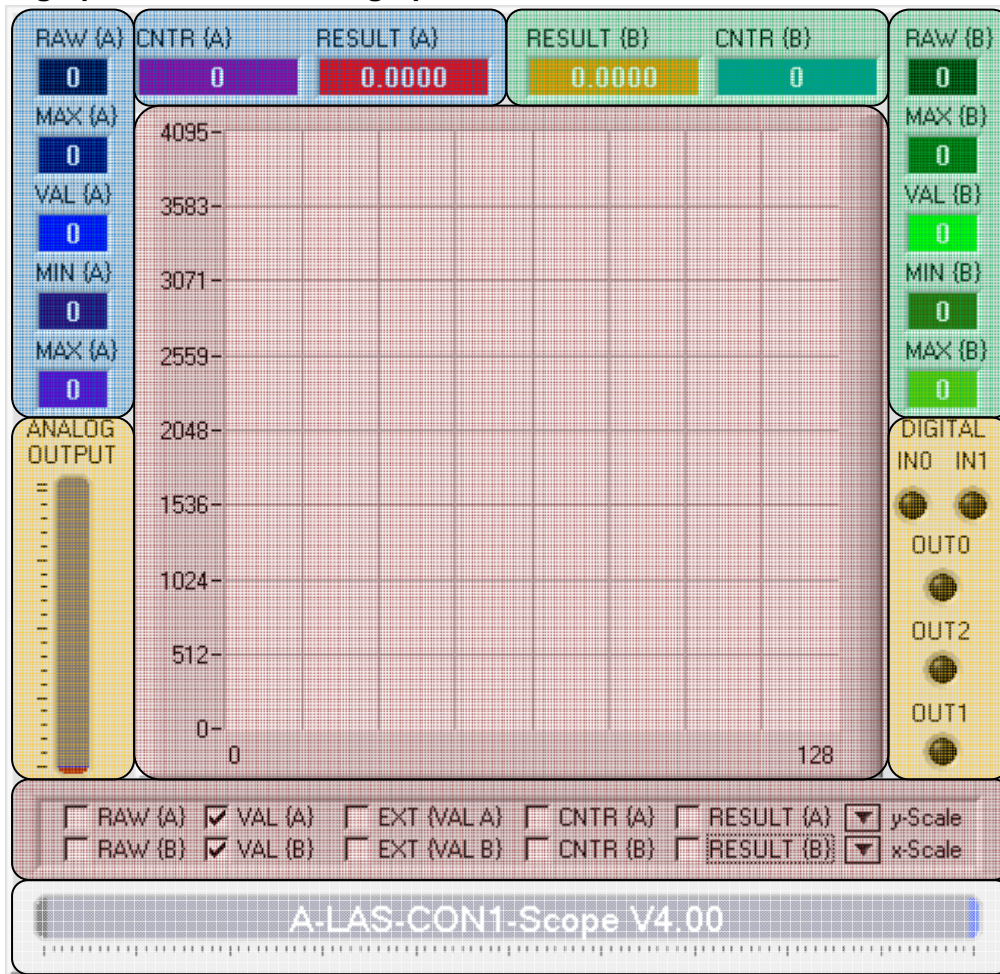 RAW {A} CNTR {A} RESULT {A} RESULT {B} CNTR {B} RAW {B}
0 0 0.0000 0.0000 0 0
MAX {A} MAX {B}
0 0
VAL {A} VAL {B}
0 0
MIN {A} MIN {B}
0 0
MAX {A} MAX {B}
0 0
4095
3583
3071
2559
2048
1536
1024
512
0
0 128
ANALOG
OUTPUT
DIGITAL
IN0 IN1
OUT0
OUT2
OUT1
RAW {A} VAL {A} EXT {VAL A} CNTR {A} RESULT {A} y-Scale
RAW {B} VAL {B} EXT {VAL B} CNTR {B} RESULT {B} x-Scale
A-LAS-CON1-Scope V4.00